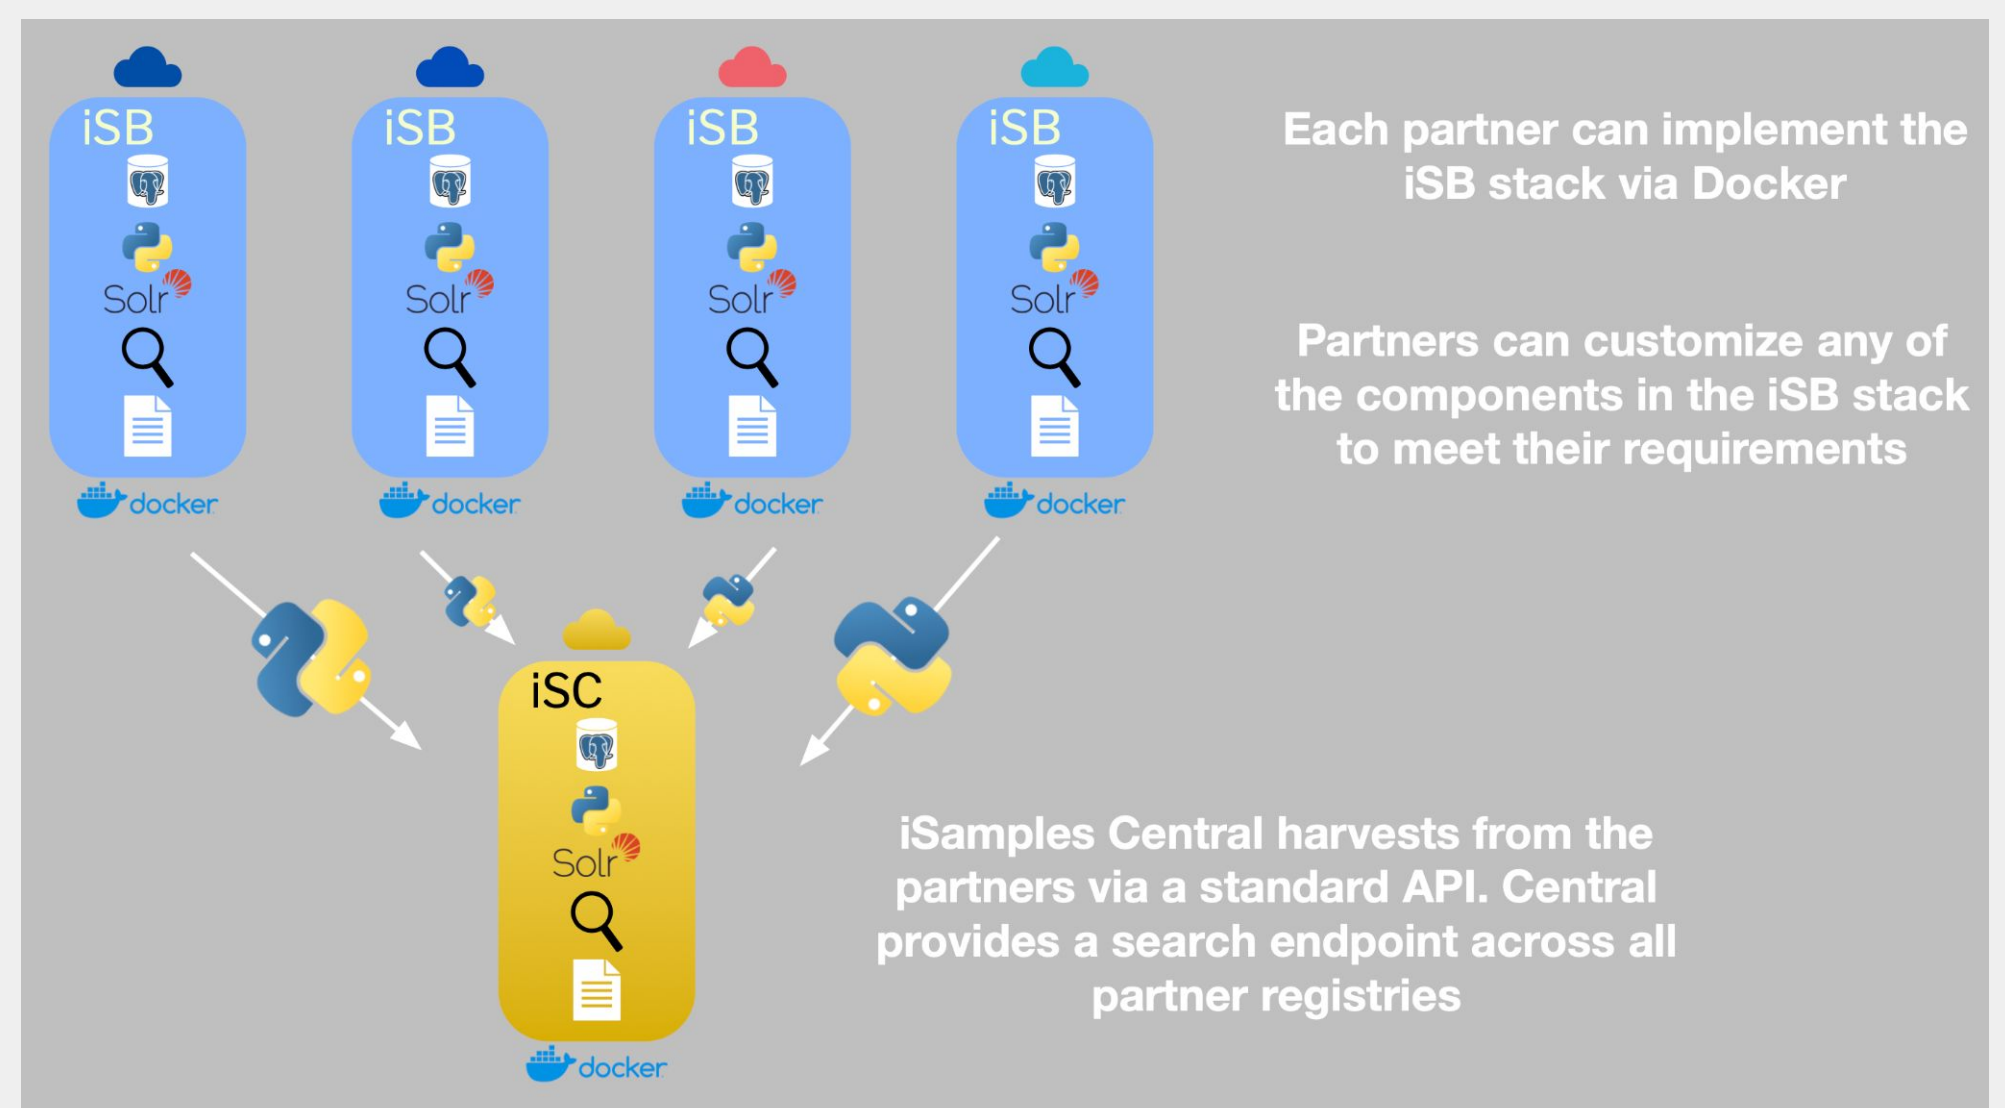 iSB
Solr
docker
iSB
Solr
docker
iSB
Solr
docker
iSB
Solr
docker
Each partner can implement the
iSB stack via Docker
Partners can customize any of
the components in the iSB stack
to meet their requirements
iSC
Solr
docker
iSamples Central harvests from the
partners via a standard API. Central
provides a search endpoint across all
partner registries